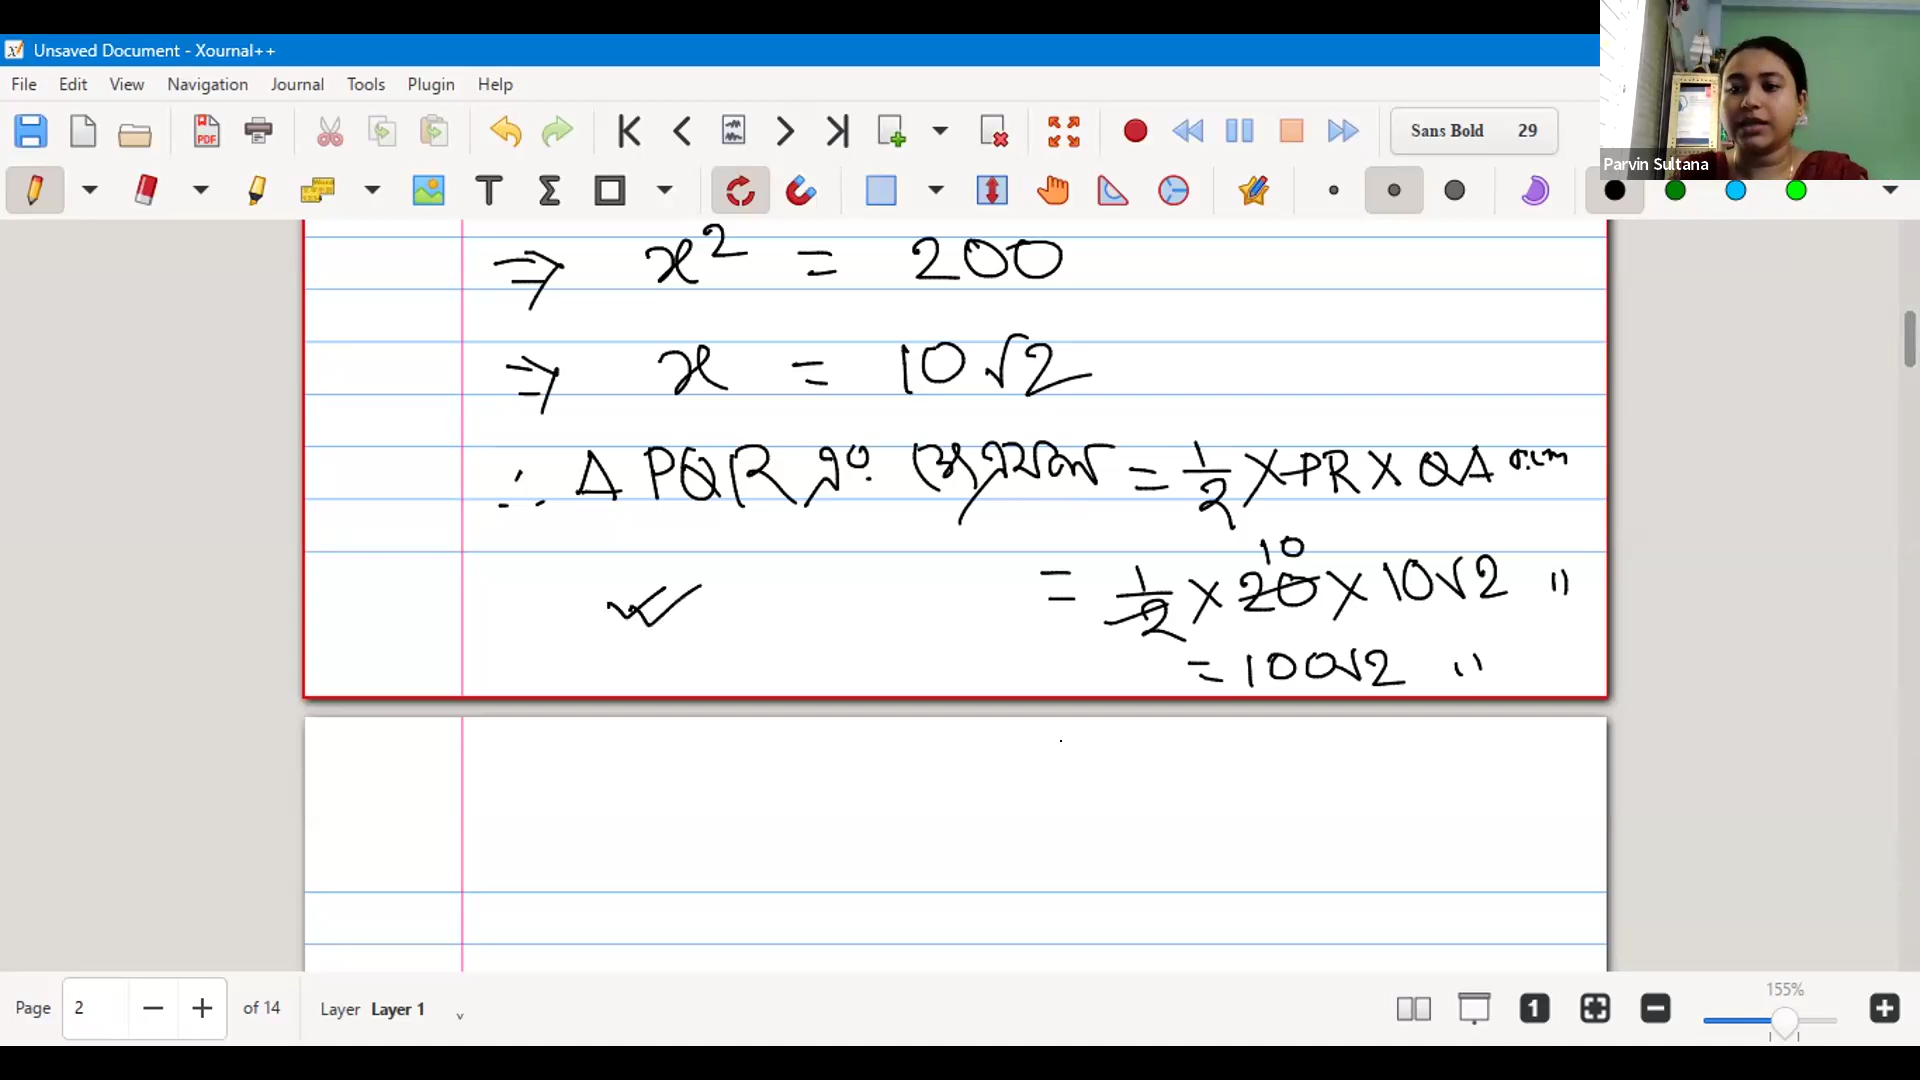 Unsaved Document - Xournal++
File Edit View Navigation Journal Tools Plugin Help
Sans Bold 29
Parvin Sultana
⇒ x² = 200
⇒ x = 10√2
∴ Δ PQR এর ক্ষেত্রফল = 1/2 × PR × QA
10
= 1/2 × 20 × 10√2 "
= 100√2 "
Page 2 of 14 Layer Layer 1
155%